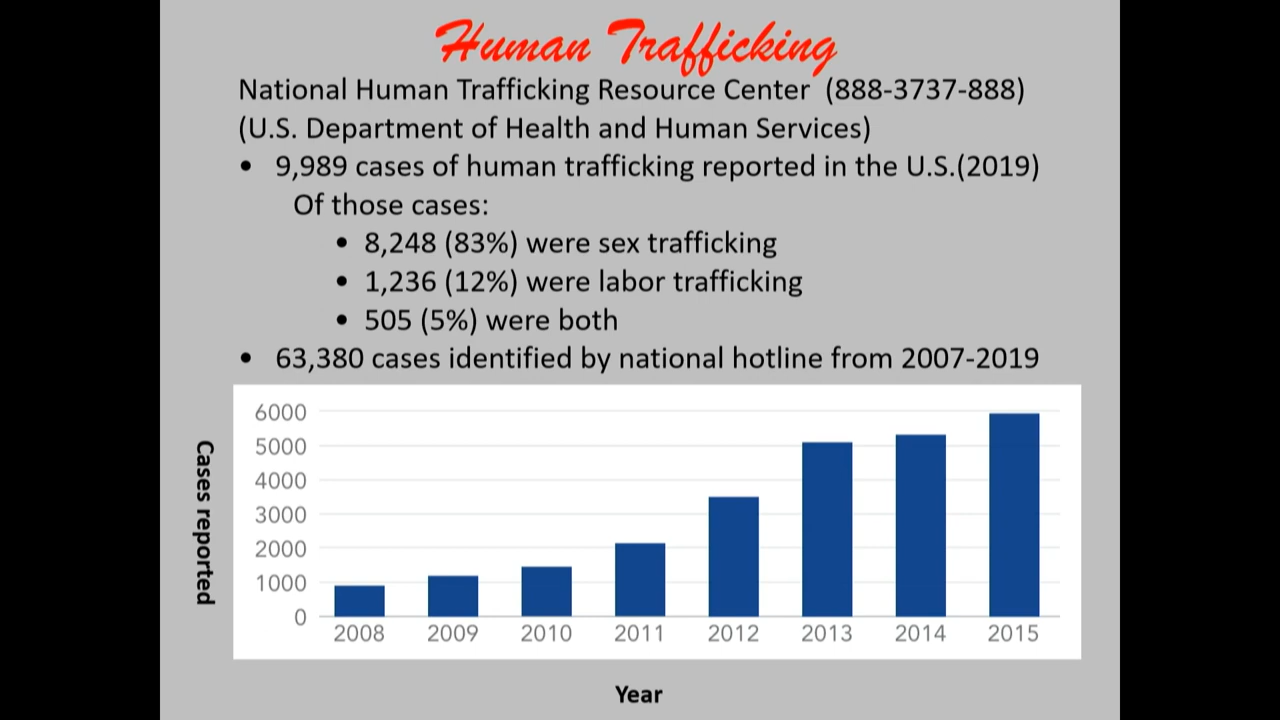 Human Trafficking
National Human Trafficking Resource Center (888-3737-888)
(U.S. Department of Health and Human Services)
• 9,989 cases of human trafficking reported in the U.S.(2019)
Of those cases:
• 8,248 (83%) were sex trafficking
• 1,236 (12%) were labor trafficking
• 505 (5%) were both
• 63,380 cases identified by national hotline from 2007-2019
Cases reported
6000
5000
4000
3000
2000
1000
0
2008 2009 2010 2011 2012 2013 2014 2015
Year